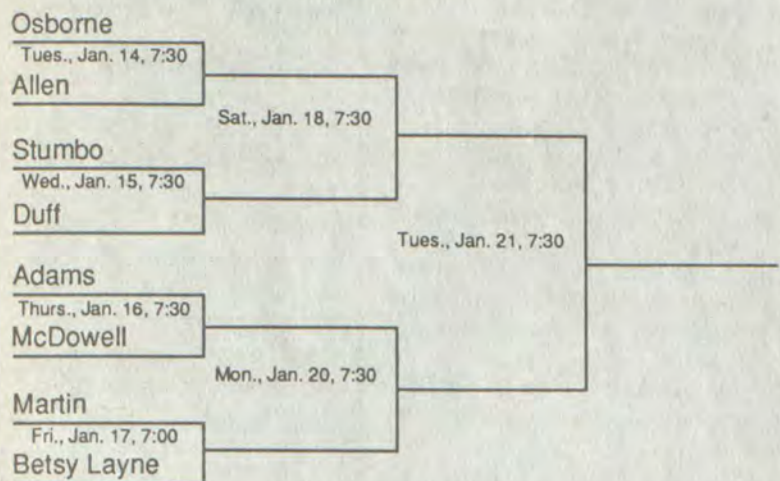 Osborne
Tues., Jan. 14, 7:30
Allen
Sat., Jan. 18, 7:30
Stumbo
Wed., Jan. 15, 7:30
Duff
Tues., Jan. 21, 7:30
Adams
Thurs., Jan. 16, 7:30
McDowell
Mon., Jan. 20, 7:30
Martin
Fri., Jan. 17, 7:00
Betsy Layne